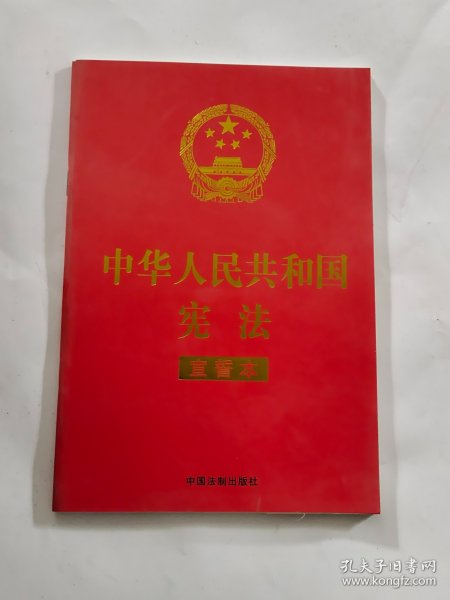 中华人民共和国
宪法
宣誓本
中国法制出版社
孔夫子旧书网
www.kongfz.com